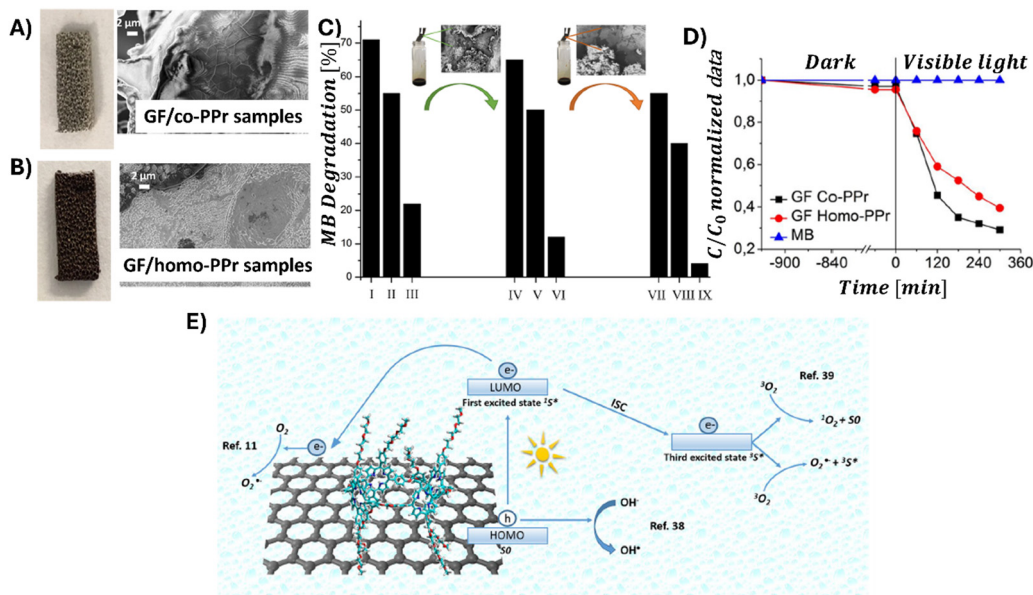 A)
2 µm
GF/co-PPr samples
B)
2 µm
GF/homo-PPr samples
C)
MB Degradation [%]
70
60
50
40
30
20
10
0
I II III IV V VI VII VIII IX
D)
Dark Visible light
C/C0 normalized data
1,0
0,8
0,6
0,4
0,2
GF Co-PPr
GF Homo-PPr
MB
-900 -840 0 120 240 360
Time [min]
E)
e-
LUMO
First excited state ¹S*
ISC
Ref. 39
³O₂
¹O₂ + S0
e-
Third excited state ³S*
O₂•⁻ + ³S*
³O₂
Ref. 11
O₂
e-
O₂•⁻
h
HOMO
S0
OH⁻
Ref. 38
OH•